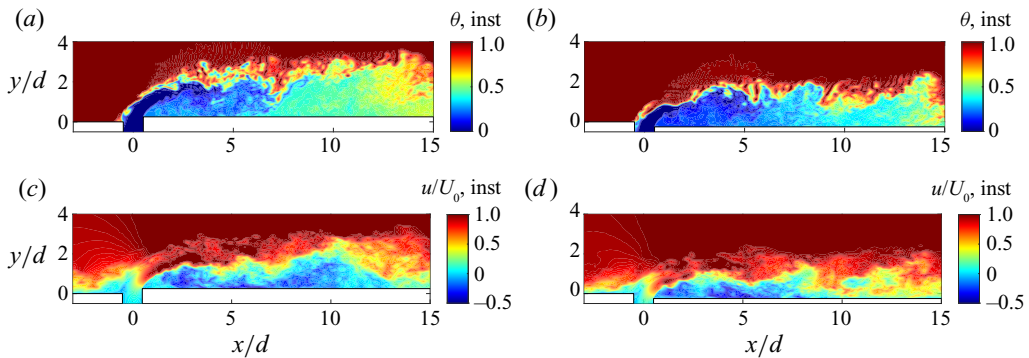 (a) θ, inst (b) θ, inst
4 1.0 4 1.0
y/d 2 0.5 2 0.5
0 0 0 0
0 5 10 15 0 5 10 15
(c) u/U₀, inst (d) u/U₀, inst
4 1.0 4 1.0
y/d 2 0.5 2 0.5
0 0
0 –0.5 0 –0.5
0 5 10 15 0 5 10 15
x/d x/d